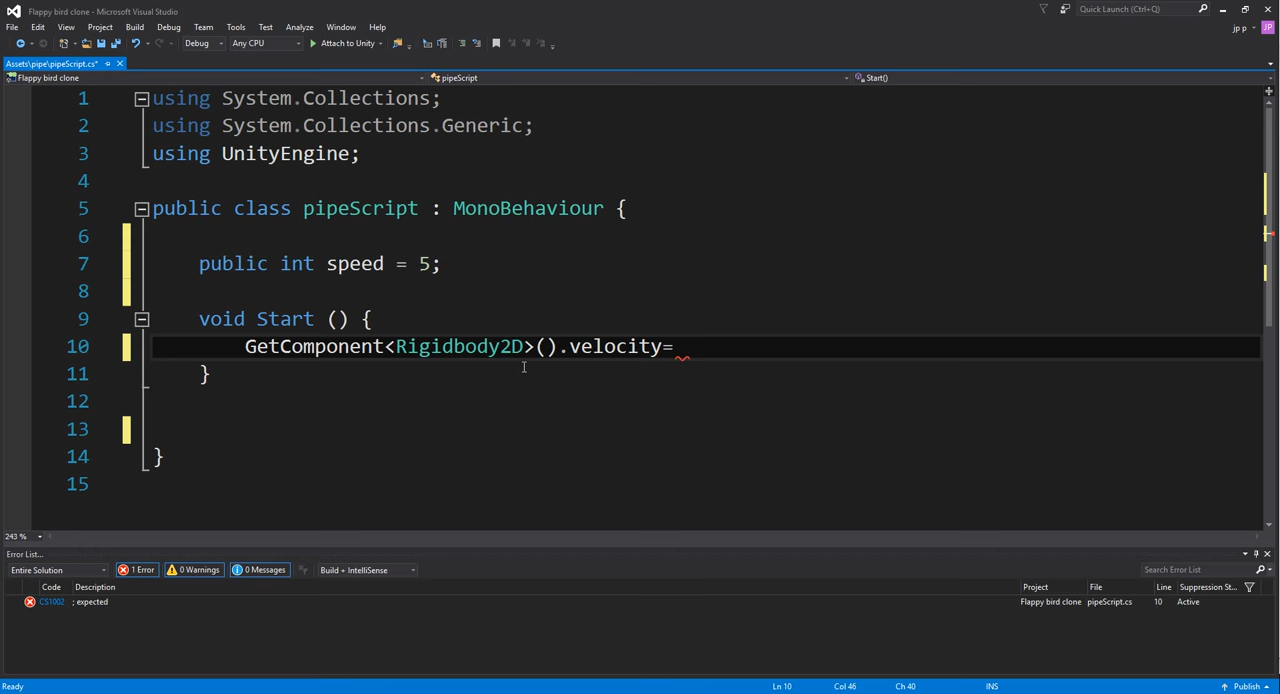 Flappy bird clone - Microsoft Visual Studio
Quick Launch (Ctrl+Q)
File Edit View Project Build Debug Team Tools Test Analyze Window Help
jp p JP
Debug Any CPU Attach to Unity
Assets\pipe\pipeScript.cs*
Flappy bird clone pipeScript Start()
1 using System.Collections;
2 using System.Collections.Generic;
3 using UnityEngine;
4
5 public class pipeScript : MonoBehaviour {
6
7 public int speed = 5;
8
9 void Start () {
10 GetComponent<Rigidbody2D>().velocity=
11 }
12
13
14 }
15
243 %
Error List...
Entire Solution 1 Error 0 Warnings 0 Messages Build + IntelliSense Search Error List
Code Description Project File Line Suppression St...
CS1002 ; expected Flappy bird clone pipeScript.cs 10 Active
Ready Ln 10 Col 46 Ch 40 INS Publish